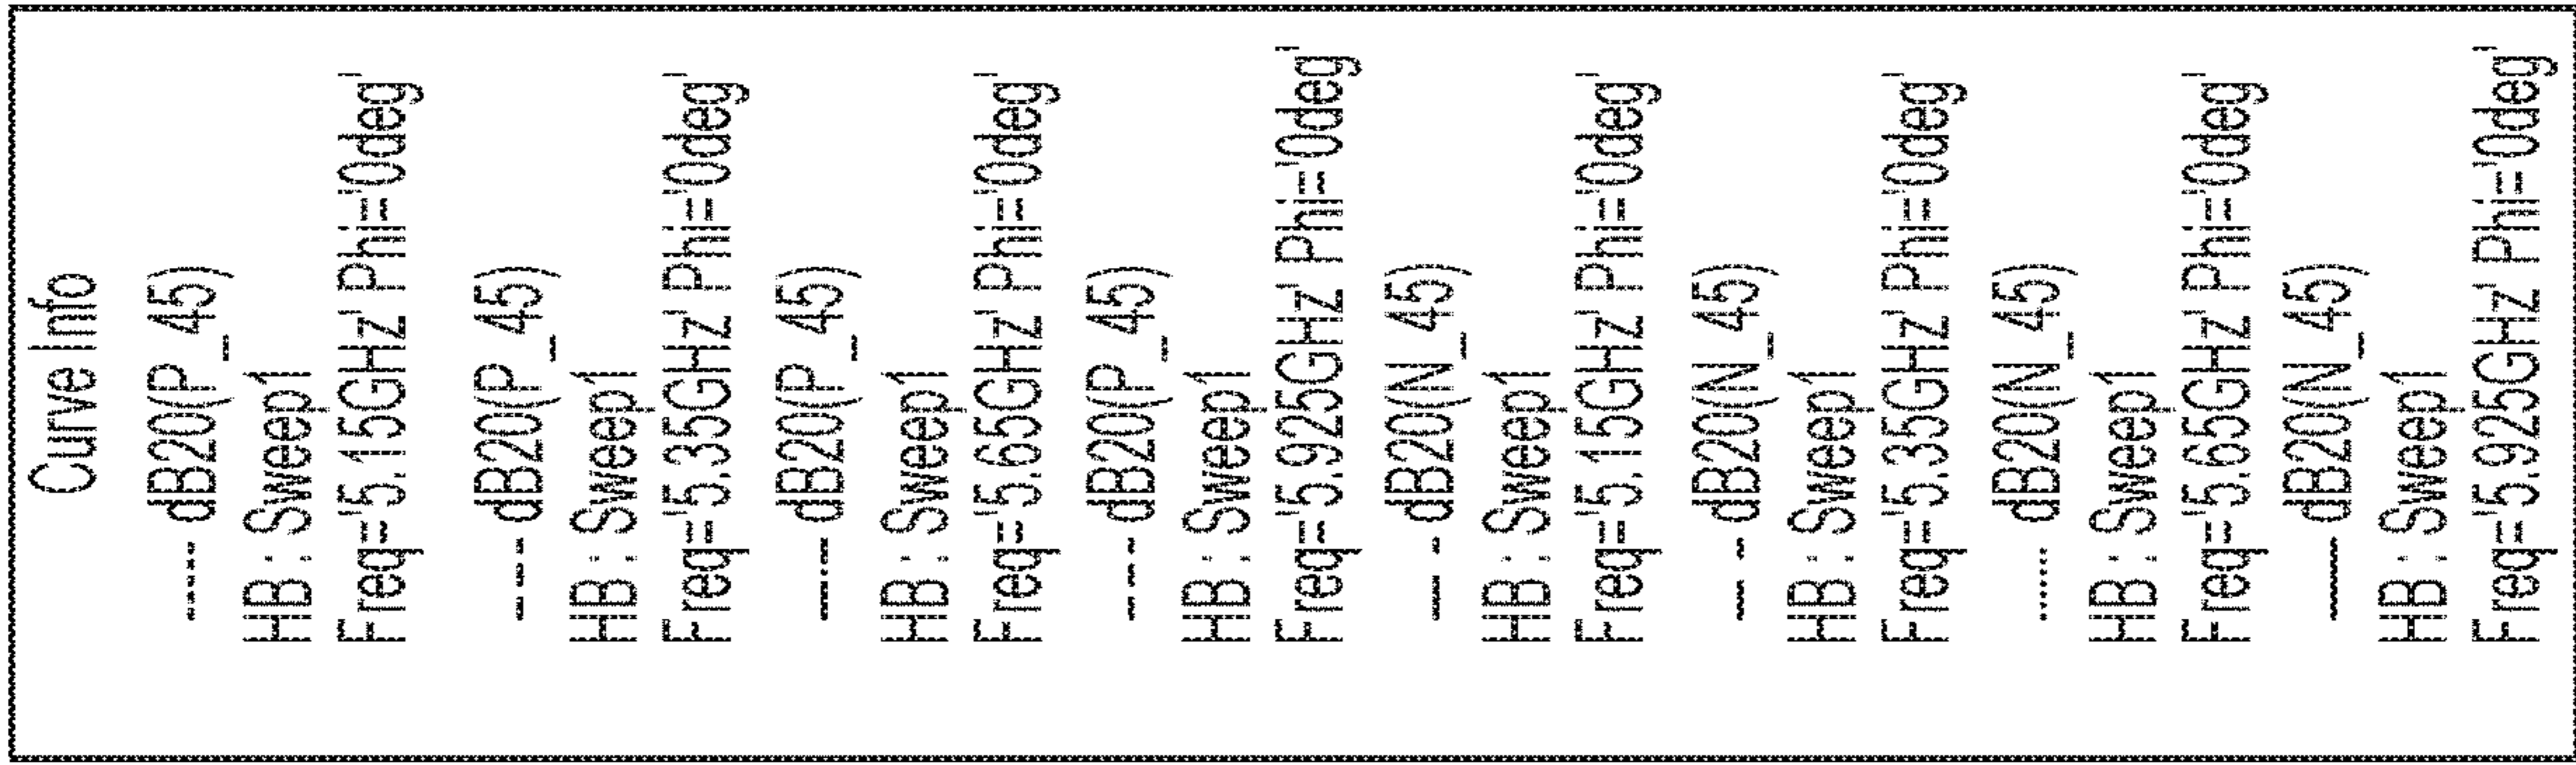 Curve Info
dB20(P_45)
HB : Sweep1
Freq='5.15GHz' Phi='0deg'
dB20(P_45)
HB : Sweep1
Freq='5.35GHz' Phi='0deg'
dB20(P_45)
HB : Sweep1
Freq='5.65GHz' Phi='0deg'
dB20(P_45)
HB : Sweep1
Freq='5.925GHz' Phi='0deg'
dB20(N_45)
HB : Sweep1
Freq='5.15GHz' Phi='0deg'
dB20(N_45)
HB : Sweep1
Freq='5.35GHz' Phi='0deg'
dB20(N_45)
HB : Sweep1
Freq='5.65GHz' Phi='0deg'
dB20(N_45)
HB : Sweep1
Freq='5.925GHz' Phi='0deg'